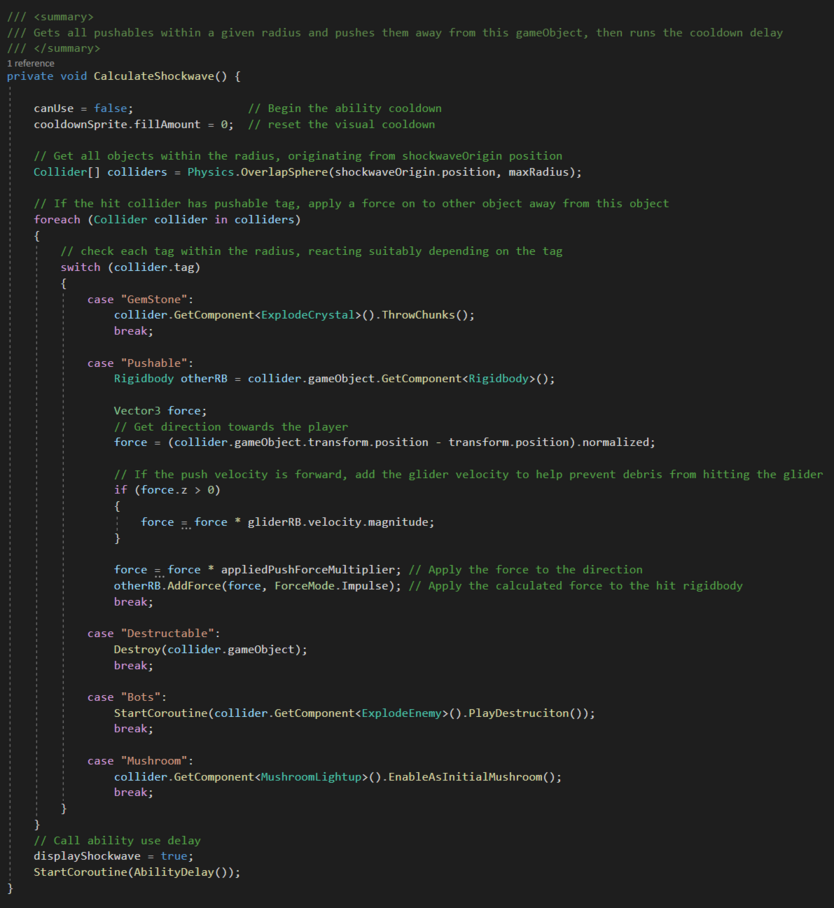 /// <summary>
/// Gets all pushables within a given radius and pushes them away from this gameObject, then runs the cooldown delay
/// </summary>
1 reference
private void CalculateShockwave() {
canUse = false; // Begin the ability cooldown
cooldownSprite.fillAmount = 0; // reset the visual cooldown
// Get all objects within the radius, originating from shockwaveOrigin position
Collider[] colliders = Physics.OverlapSphere(shockwaveOrigin.position, maxRadius);
// If the hit collider has pushable tag, apply a force on to other object away from this object
foreach (Collider collider in colliders)
{
// check each tag within the radius, reacting suitably depending on the tag
switch (collider.tag)
{
case "GemStone":
collider.GetComponent<ExplodeCrystal>().ThrowChunks();
break;
case "Pushable":
Rigidbody otherRB = collider.gameObject.GetComponent<Rigidbody>();
Vector3 force;
// Get direction towards the player
force = (collider.gameObject.transform.position - transform.position).normalized;
// If the push velocity is forward, add the glider velocity to help prevent debris from hitting the glider
if (force.z > 0)
{
force = force * gliderRB.velocity.magnitude;
}
force = force * appliedPushForceMultiplier; // Apply the force to the direction
otherRB.AddForce(force, ForceMode.Impulse); // Apply the calculated force to the hit rigidbody
break;
case "Destructable":
Destroy(collider.gameObject);
break;
case "Bots":
StartCoroutine(collider.GetComponent<ExplodeEnemy>().PlayDestruciton());
break;
case "Mushroom":
collider.GetComponent<MushroomLightup>().EnableAsInitialMushroom();
break;
}
}
// Call ability use delay
displayShockwave = true;
StartCoroutine(AbilityDelay());
}